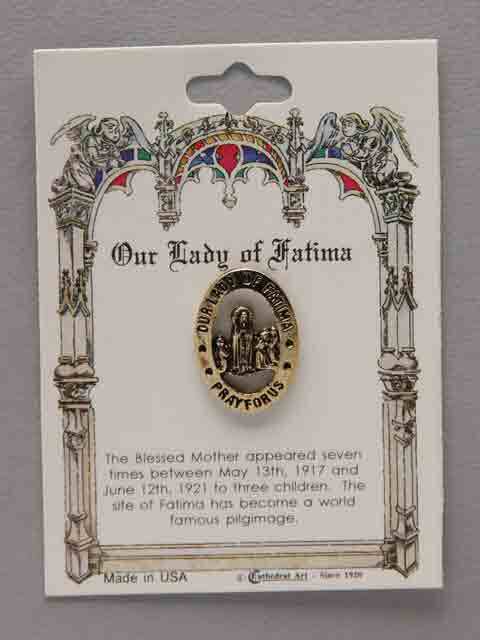 Our Lady of Fatima
OUR LADY OF FATIMA
PRAY FOR US
The Blessed Mother appeared seven
times between May 13th, 1917 and
June 12th, 1921 to three children. The
site of Fatima has become a world
famous pilgimage.
Made in USA
© Cathedral Art - Since 1920